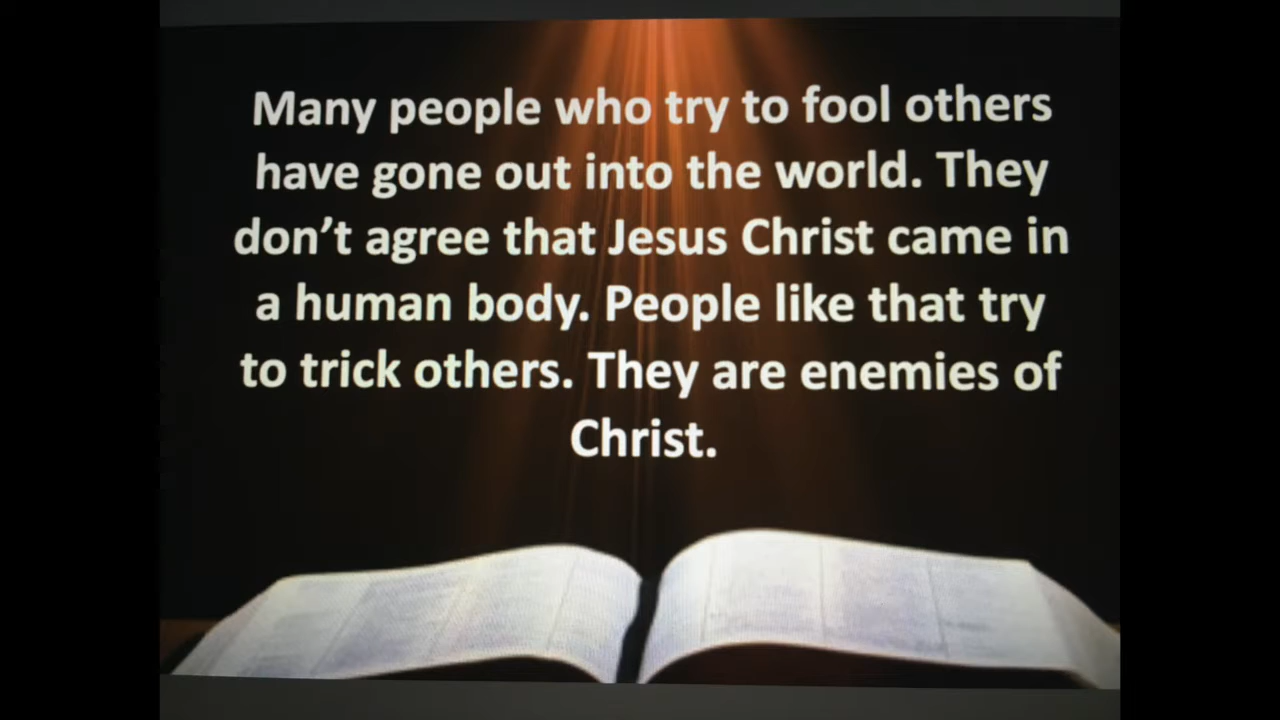 Many people who try to fool others
have gone out into the world. They
don’t agree that Jesus Christ came in
a human body. People like that try
to trick others. They are enemies of
Christ.